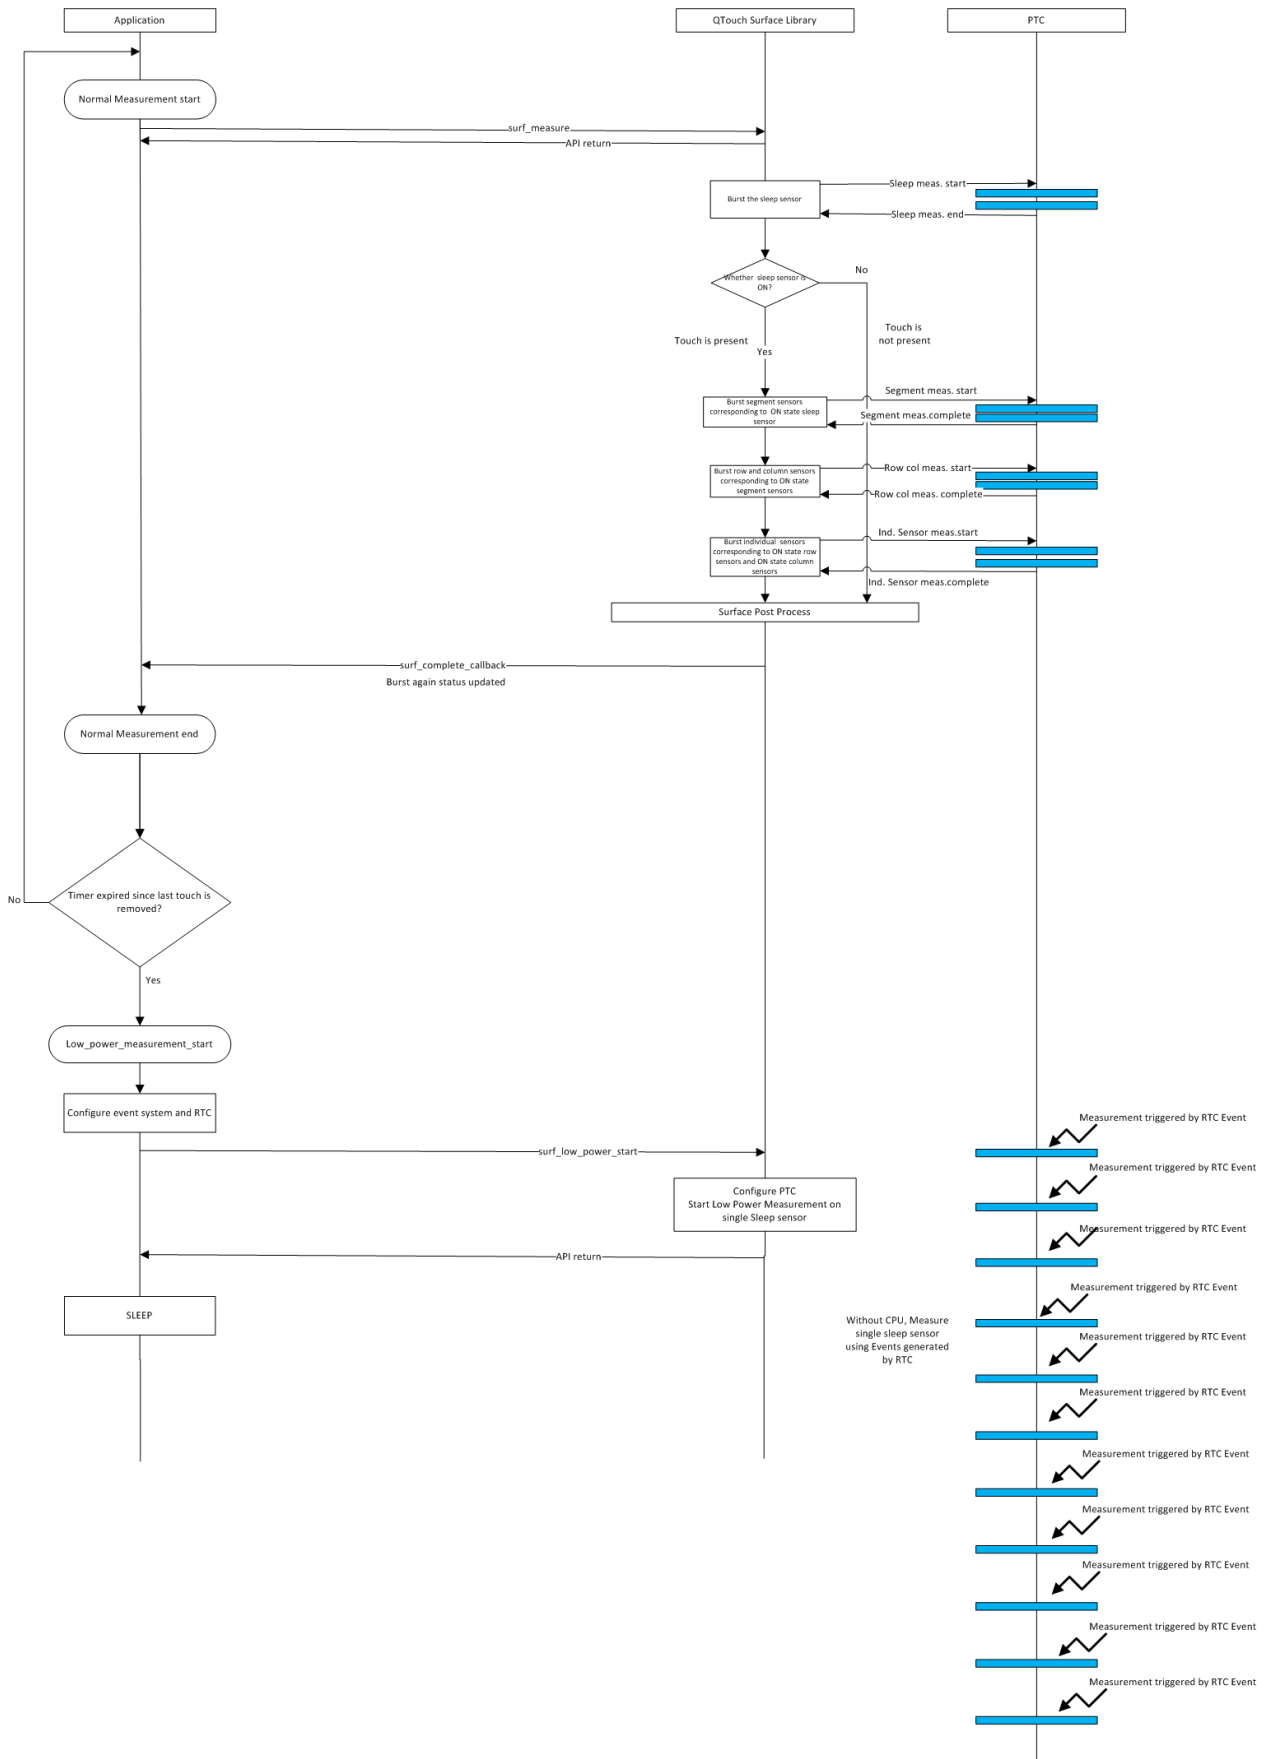 Application
QTouch Surface Library
PTC
Normal Measurement start
surf_measure
API return
Burst the sleep sensor
Sleep meas. start
Sleep meas. end
Whether sleep sensor is
ON?
No
Touch is
not present
Touch is present
Yes
Burst segment sensors
corresponding to ON state sleep
sensor
Segment meas. start
Segment meas.complete
Burst row and column sensors
corresponding to ON state
segment sensors
Row col meas. start
Row col meas. complete
Burst individual sensors
corresponding to ON state row
sensors and ON state column
sensors
Ind. Sensor meas.start
Ind. Sensor meas.complete
Surface Post Process
surf_complete_callback
Burst again status updated
Normal Measurement end
Timer expired since last touch is
removed?
No
Yes
Low_power_measurement_start
Configure event system and RTC
surf_low_power_start
Configure PTC
Start Low Power Measurement on
single Sleep sensor
API return
SLEEP
Without CPU, Measure
single sleep sensor
using Events generated
by RTC
Measurement triggered by RTC Event
Measurement triggered by RTC Event
Measurement triggered by RTC Event
Measurement triggered by RTC Event
Measurement triggered by RTC Event
Measurement triggered by RTC Event
Measurement triggered by RTC Event
Measurement triggered by RTC Event
Measurement triggered by RTC Event
Measurement triggered by RTC Event
Measurement triggered by RTC Event